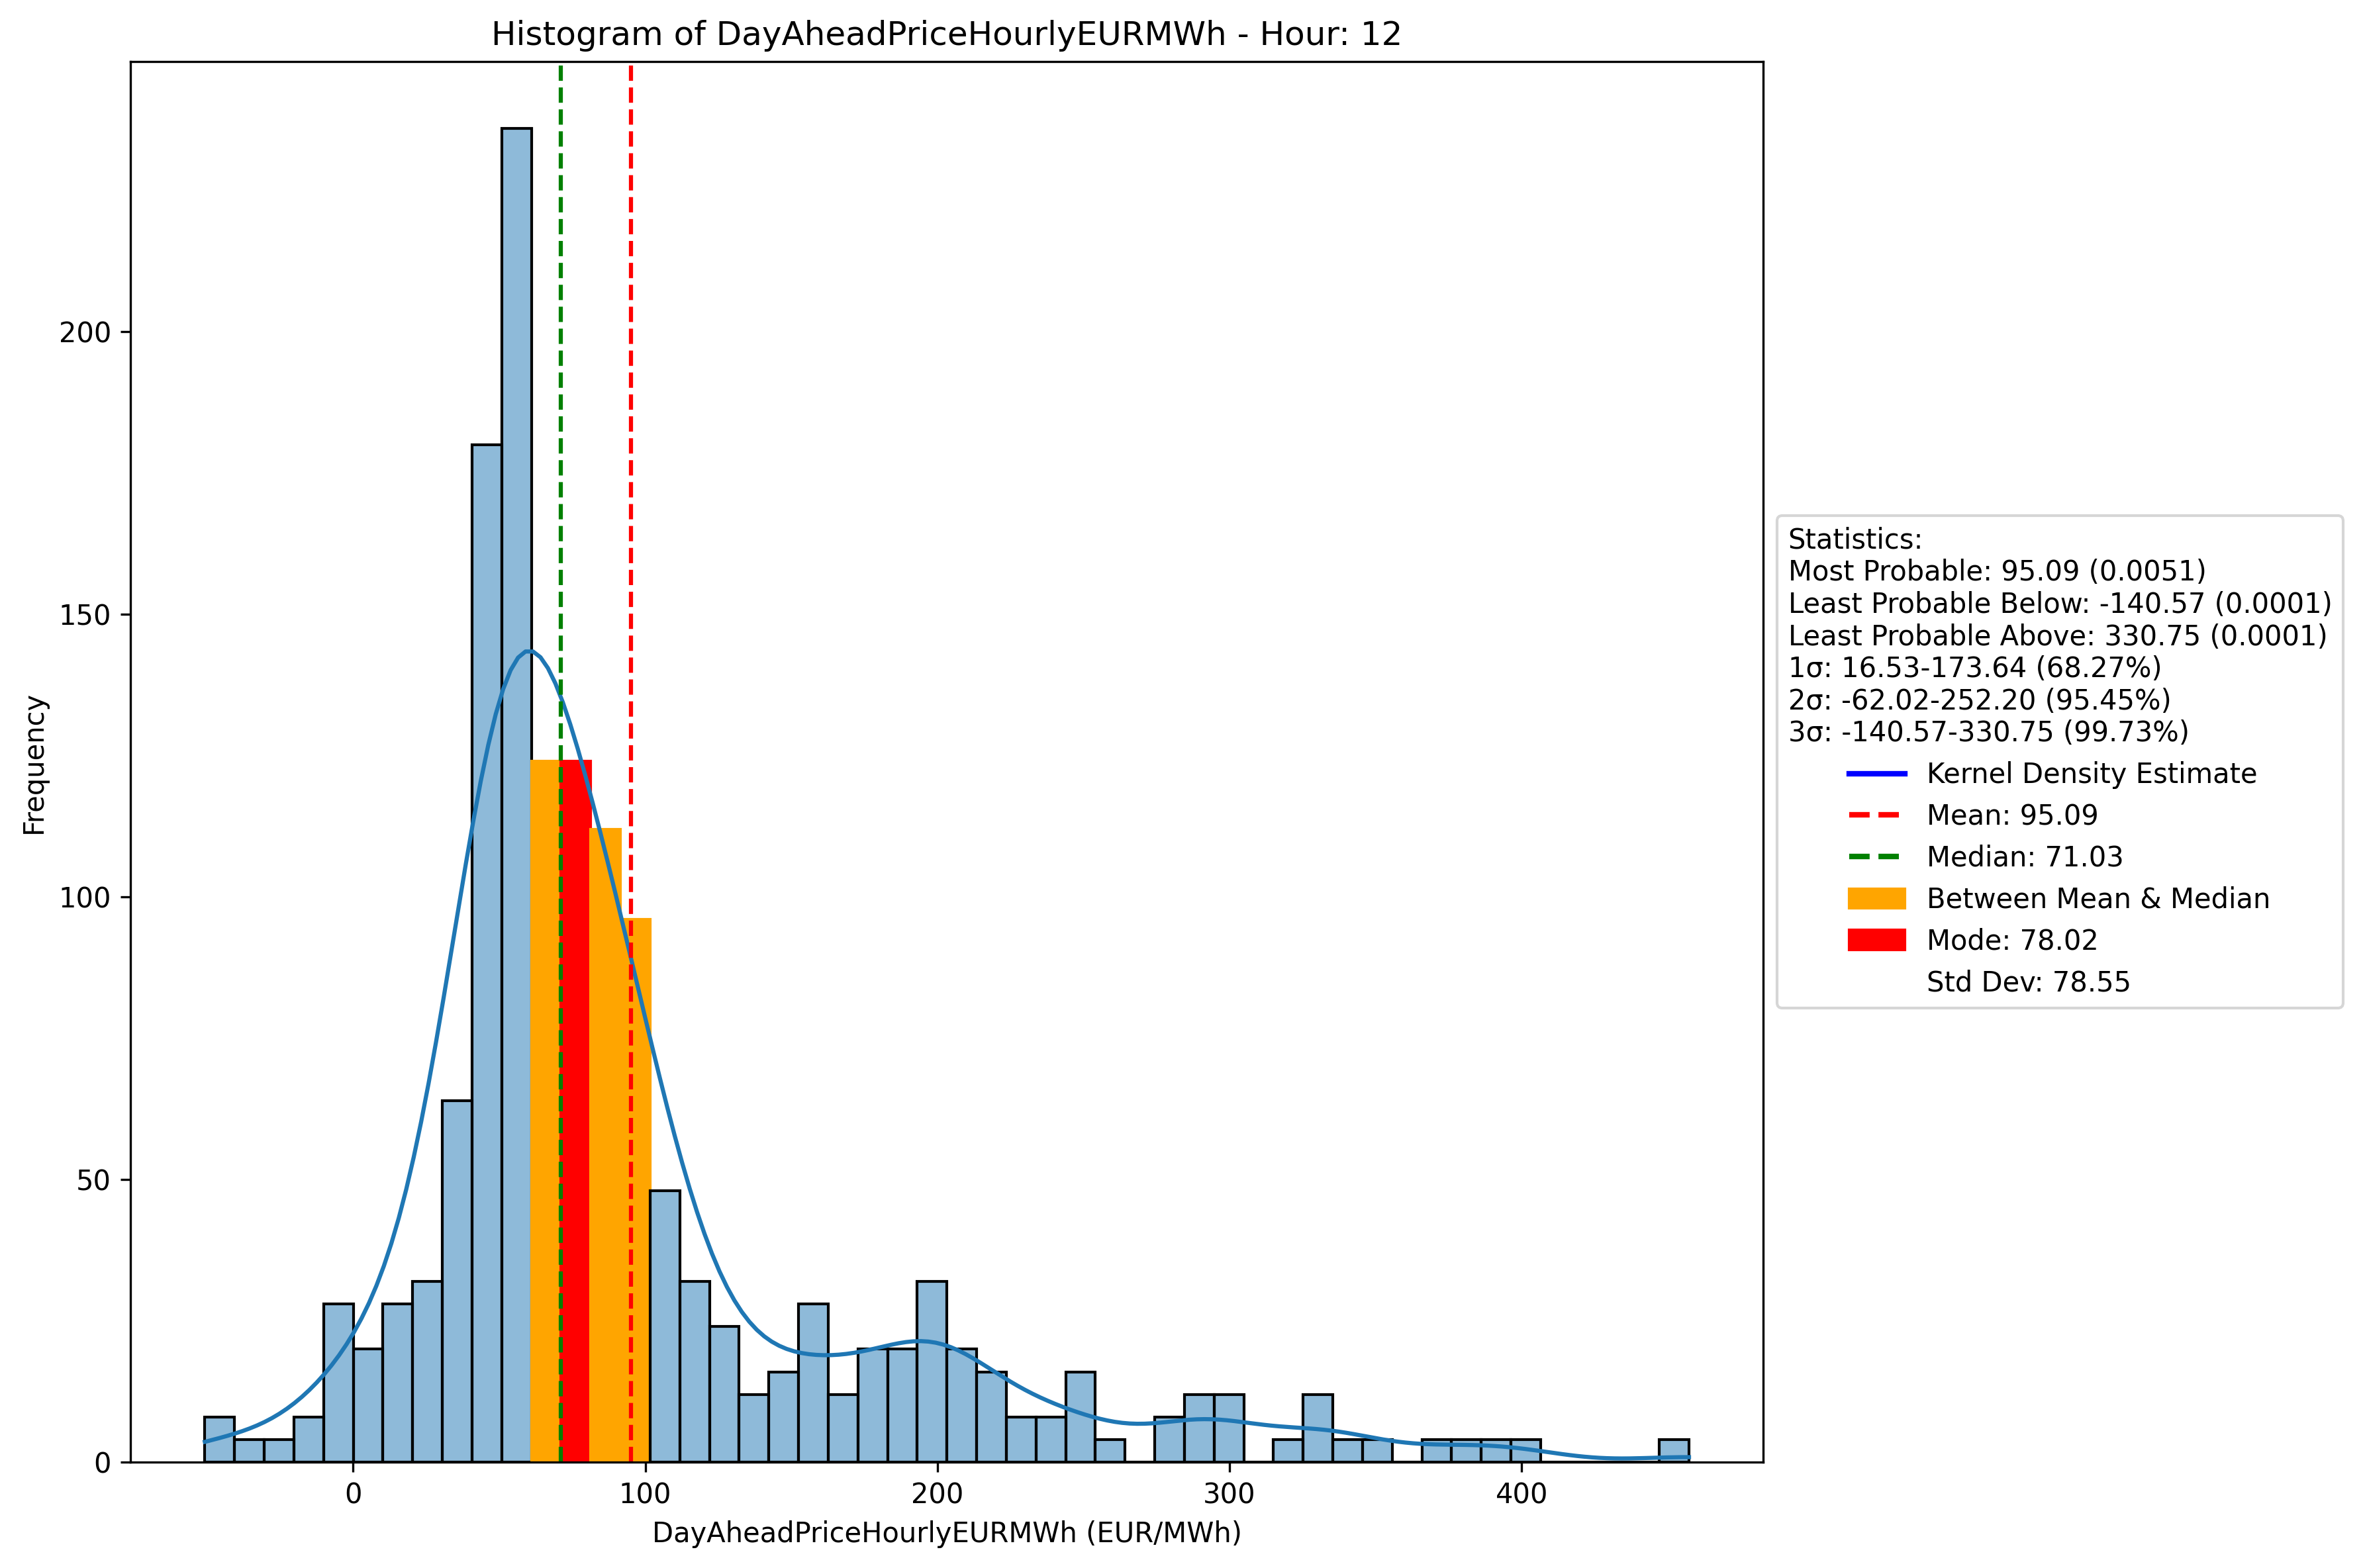 Histogram of DayAheadPriceHourlyEURMWh - Hour: 12
Frequency
200
150
100
50
0
0 100 200 300 400
DayAheadPriceHourlyEURMWh (EUR/MWh)
Statistics:
Most Probable: 95.09 (0.0051)
Least Probable Below: -140.57 (0.0001)
Least Probable Above: 330.75 (0.0001)
1σ: 16.53-173.64 (68.27%)
2σ: -62.02-252.20 (95.45%)
3σ: -140.57-330.75 (99.73%)
Kernel Density Estimate
Mean: 95.09
Median: 71.03
Between Mean & Median
Mode: 78.02
Std Dev: 78.55